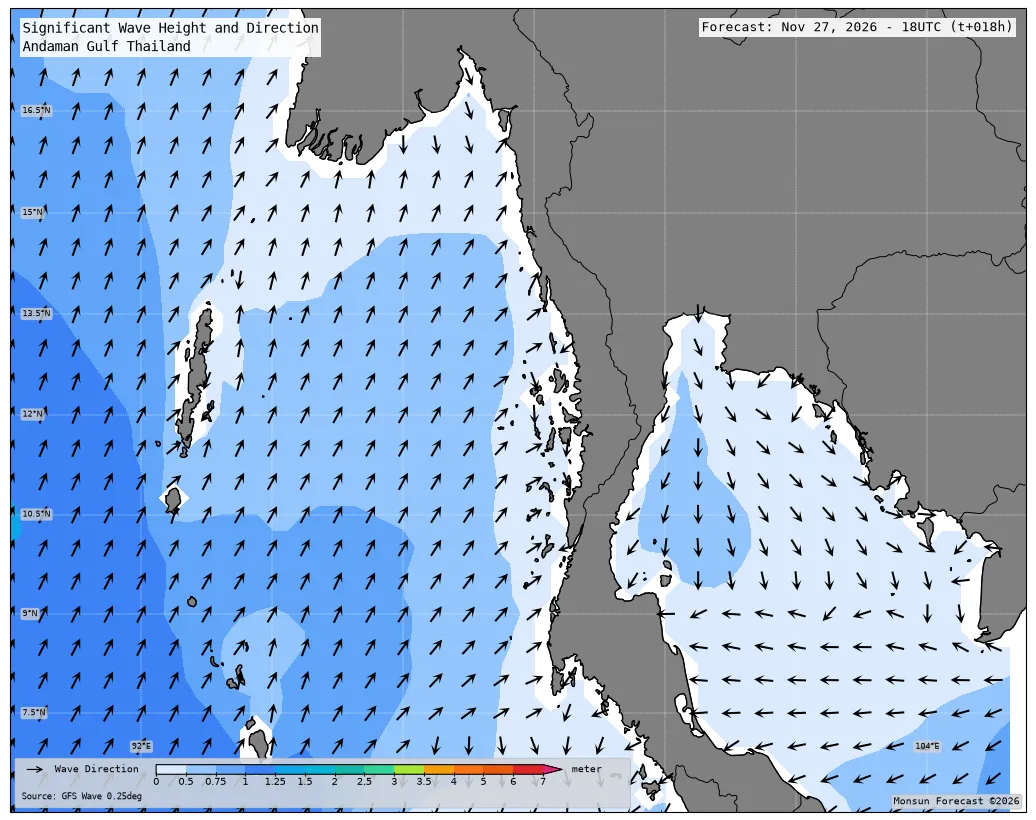 Significant Wave Height and Direction
Andaman Gulf Thailand
Forecast: Nov 27, 2026 - 18UTC (t+018h)
16.5°N
15°N
13.5°N
12°N
10.5°N
9°N
7.5°N
92°E
104°E
Wave Direction
meter
0 0.5 0.75 1 1.25 1.5 2 2.5 3 3.5 4 5 6 7
Source: GFS Wave 0.25deg
Monsun Forecast ©2026